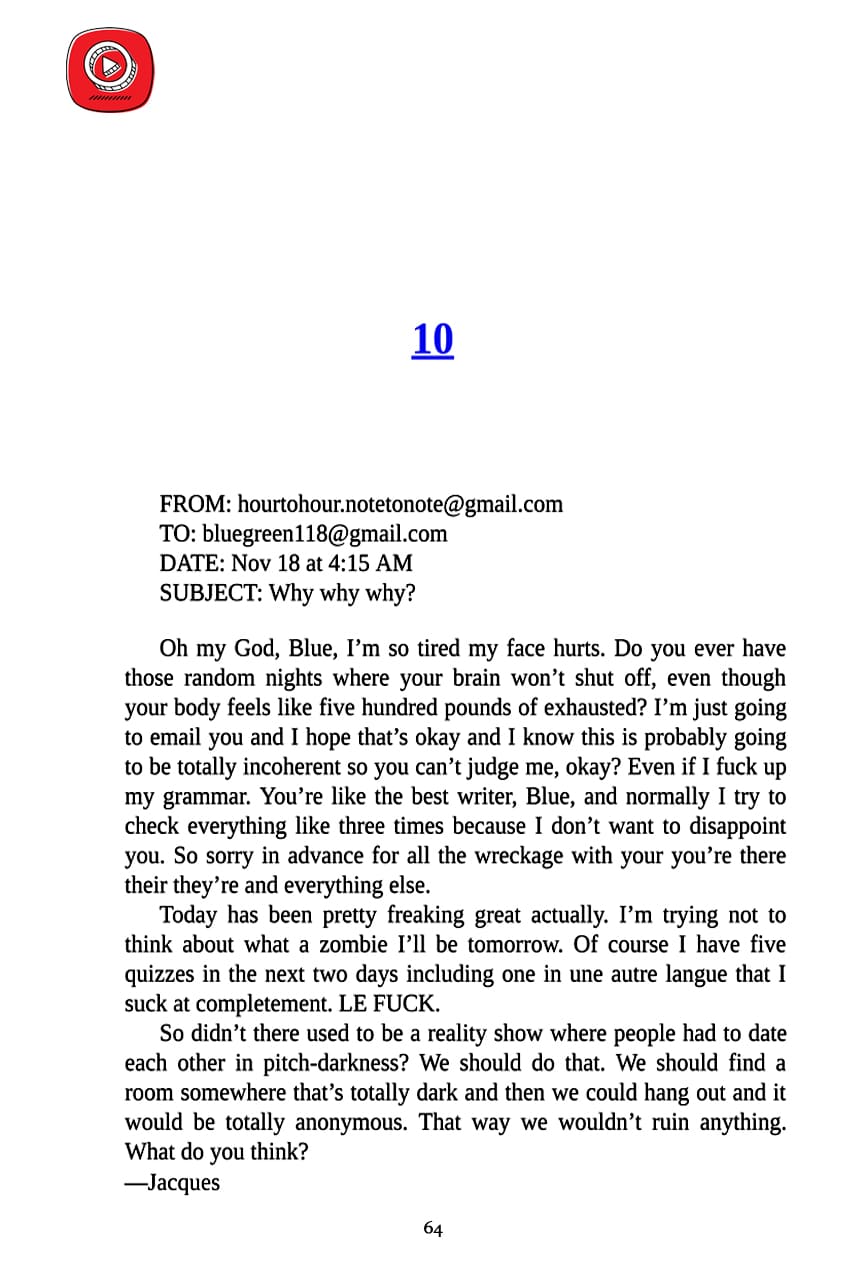 10
FROM: hourtohour.notetonote@gmail.com
TO: bluegreen118@gmail.com
DATE: Nov 18 at 4:15 AM
SUBJECT: Why why why?
Oh my God, Blue, I’m so tired my face hurts. Do you ever have
those random nights where your brain won’t shut off, even though
your body feels like five hundred pounds of exhausted? I’m just going
to email you and I hope that’s okay and I know this is probably going
to be totally incoherent so you can’t judge me, okay? Even if I fuck up
my grammar. You’re like the best writer, Blue, and normally I try to
check everything like three times because I don’t want to disappoint
you. So sorry in advance for all the wreckage with your you’re there
their they’re and everything else.
Today has been pretty freaking great actually. I’m trying not to
think about what a zombie I’ll be tomorrow. Of course I have five
quizzes in the next two days including one in une autre langue that I
suck at completement. LE FUCK.
So didn’t there used to be a reality show where people had to date
each other in pitch-darkness? We should do that. We should find a
room somewhere that’s totally dark and then we could hang out and it
would be totally anonymous. That way we wouldn’t ruin anything.
What do you think?
—Jacques
64